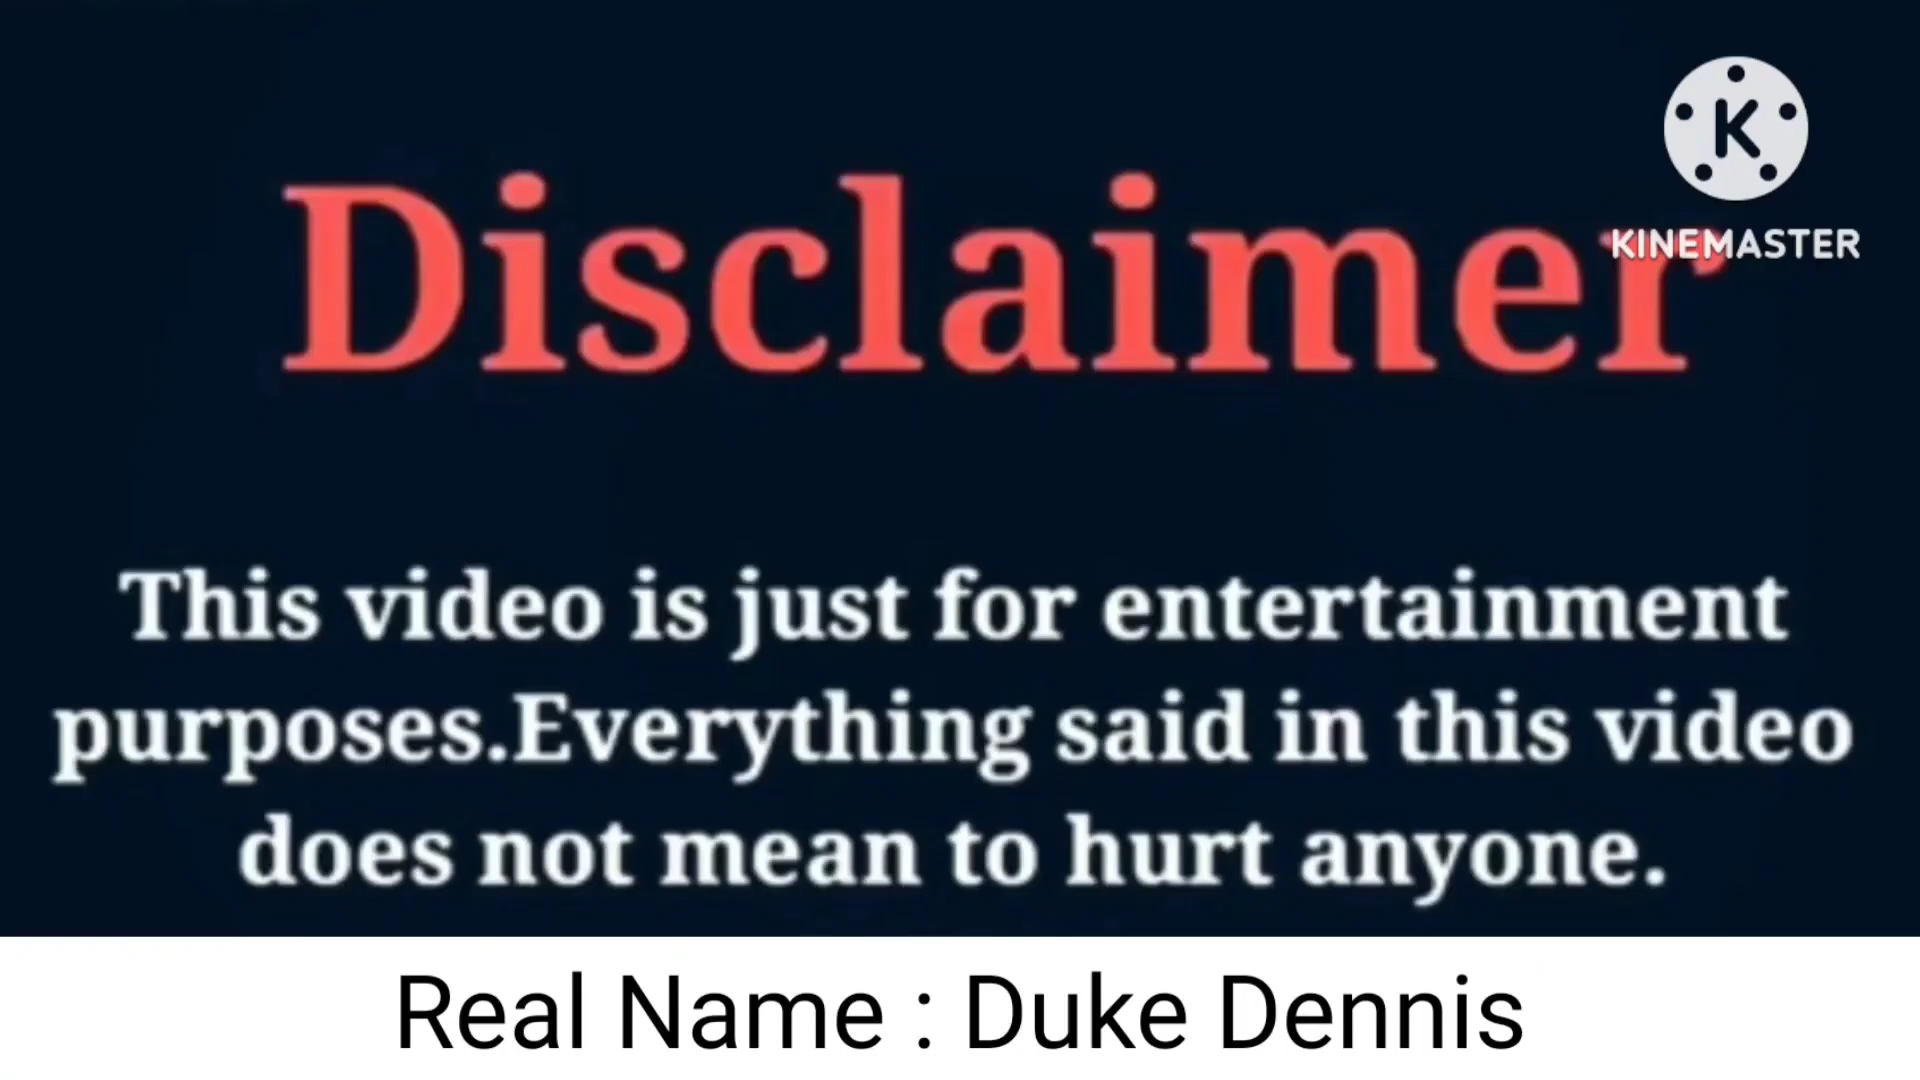 K
KINEMASTER
Disclaimer
This video is just for entertainment
purposes.Everything said in this video
does not mean to hurt anyone.
Real Name : Duke Dennis